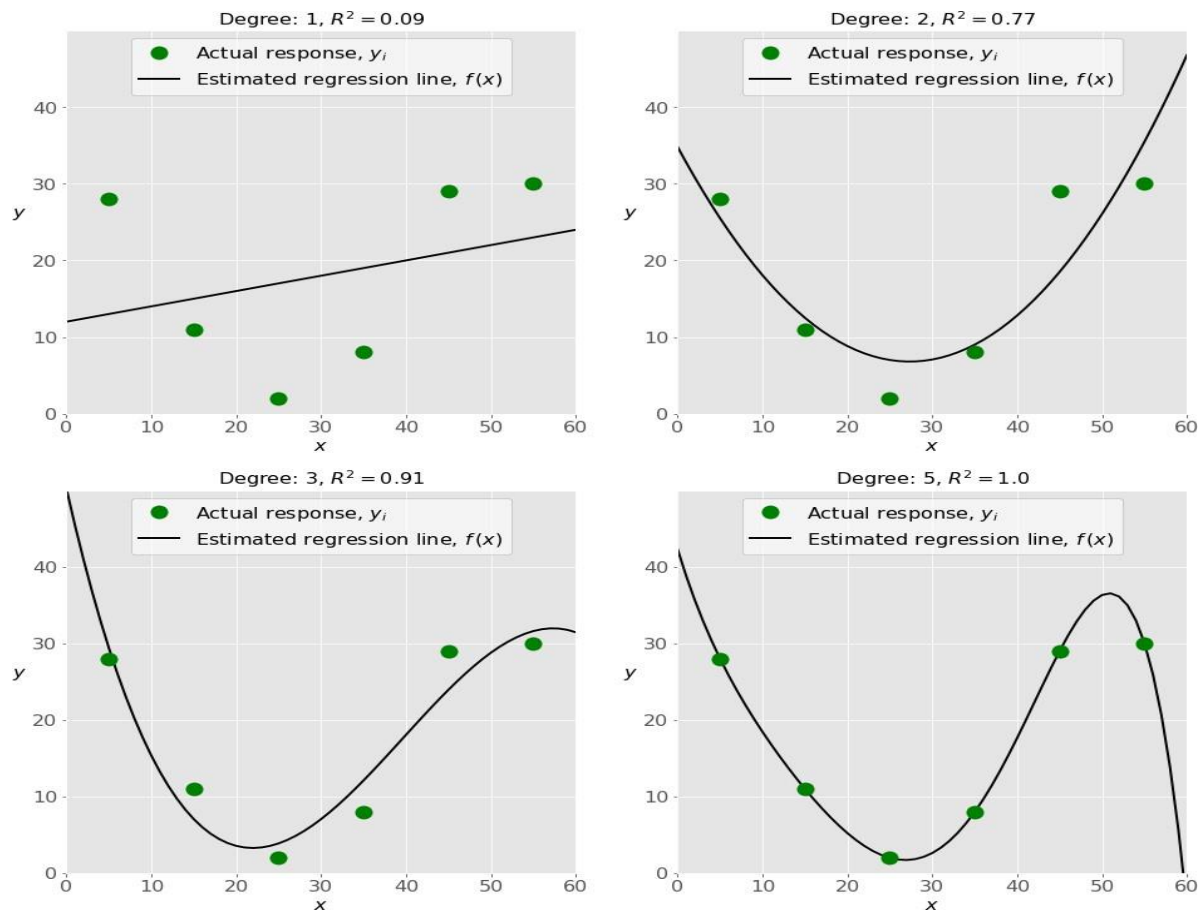 Degree: 1, R² = 0.09
Actual response, yᵢ
Estimated regression line, f(x)
40
30
y
20
10
0
0 10 20 30 40 50 60
x
Degree: 2, R² = 0.77
Actual response, yᵢ
Estimated regression line, f(x)
40
30
y
20
10
0
0 10 20 30 40 50 60
x
Degree: 3, R² = 0.91
Actual response, yᵢ
Estimated regression line, f(x)
40
30
y
20
10
0
0 10 20 30 40 50 60
x
Degree: 5, R² = 1.0
Actual response, yᵢ
Estimated regression line, f(x)
40
30
y
20
10
0
0 10 20 30 40 50 60
x